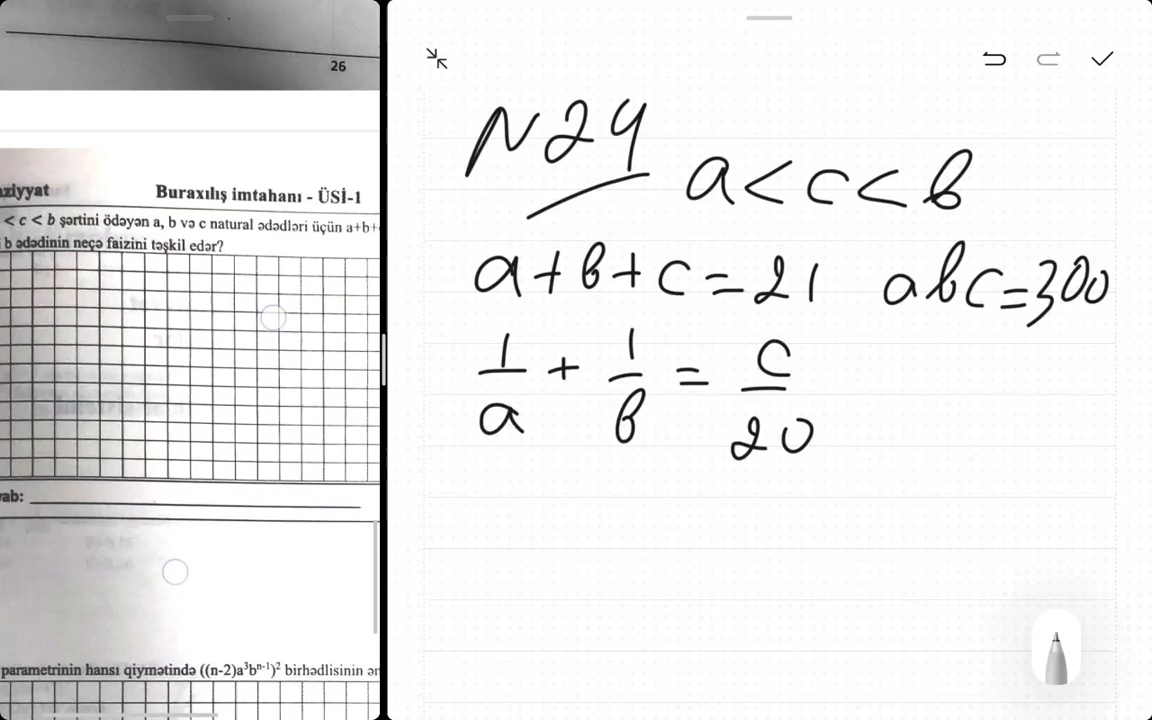 26
Buraxılış imtahanı - ÜSİ-1
< c < b şərtini ödəyən a, b və c natural ədədləri üçün a+b+
b ədədinin neçə faizini təşkil edər?
parametrinin hansı qiymətində ((n-2)a³bⁿ⁻¹)² birhədlisinin
N24 a<c<b
a+b+c=21 abc=300
1/a + 1/b = c/20